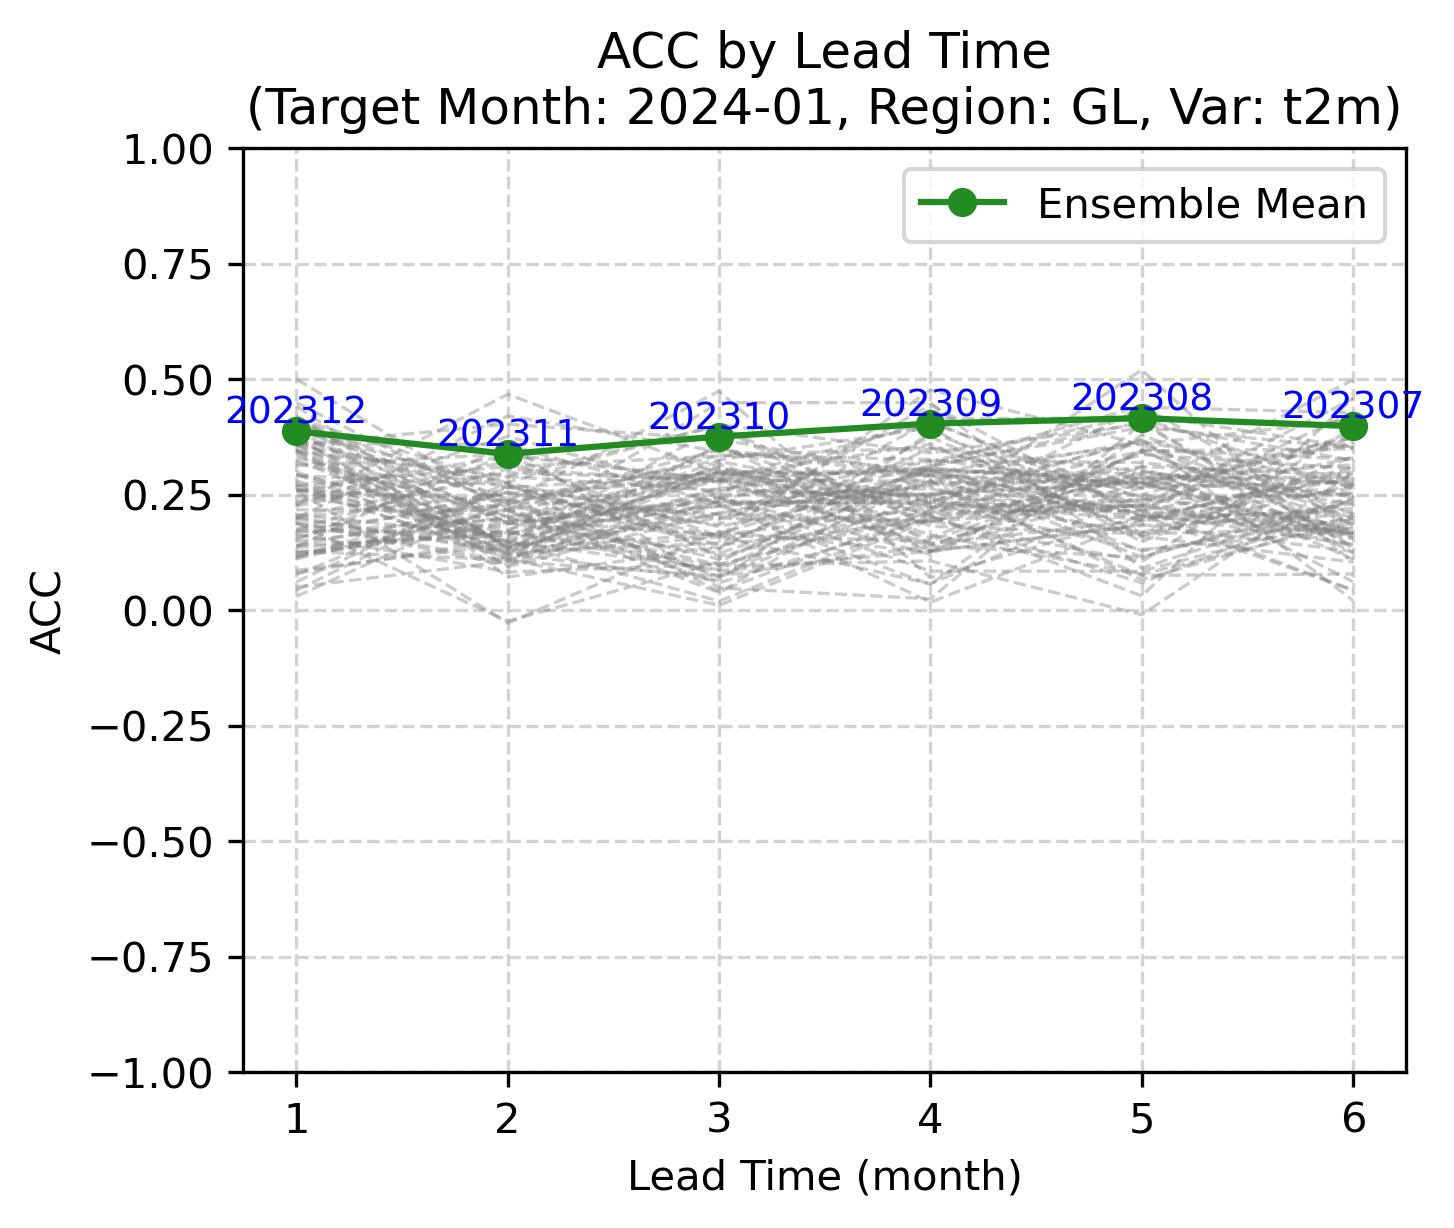 ACC by Lead Time
(Target Month: 2024-01, Region: GL, Var: t2m)
1.00
0.75
0.50
0.25
0.00
−0.25
−0.50
−0.75
−1.00
ACC
Ensemble Mean
202312
202311
202310
202309
202308
202307
1 2 3 4 5 6
Lead Time (month)